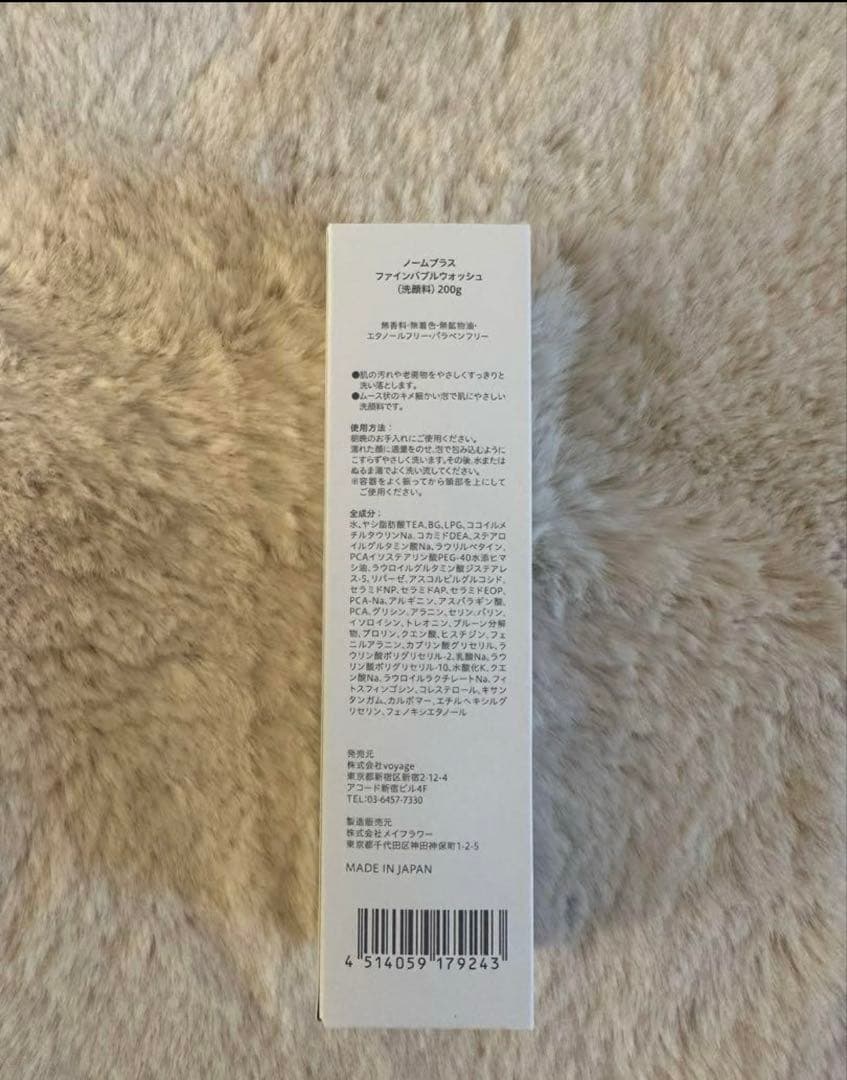 ノームプラス
ファインバブルウォッシュ
(洗顔料) 200g
無香料・無着色・無鉱物油・
エタノールフリー・パラベンフリー
●肌の汚れや老廃物をやさしくすっきりと
洗い落とします。
●ムース状のキメ細かい泡で肌にやさしい
洗顔料です。
使用方法：
朝晩のお手入れにご使用ください。
濡れた顔に適量をのせ、泡で包み込むように
こすらずやさしく洗います。その後、水または
ぬるま湯でよく洗い流してください。
※容器をよく振ってから頭部を上にして
ご使用ください。
全成分：
水、ヤシ脂肪酸TEA、BG、LPG、ココイルメ
チルタウリンNa、コカミドDEA、ステアロ
イルグルタミン酸Na、ラウリルベタイン、
PCAイソステアリン酸PEG-40水添ヒマ
シ油、ラウロイルグルタミン酸ジステアレ
ス-5、リパーゼ、アスコルビルグルコシド、
セラミドNP、セラミドAP、セラミドEOP、
PCA-Na、アルギニン、アスパラギン酸、
PCA、グリシン、アラニン、セリン、バリン、
イソロイシン、トレオニン、プルーン分解
物、プロリン、クエン酸、ヒスチジン、フェ
ニルアラニン、カプリン酸グリセリル、ラ
ウリン酸ポリグリセリル-2、乳酸Na、ラウ
リン酸ポリグリセリル-10、水酸化K、クエ
ン酸Na、ラウロイルラクチレートNa、フィ
トスフィンゴシン、コレステロール、キサン
タンガム、カルボマー、エチルヘキシルグ
リセリン、フェノキシエタノール
発売元
株式会社voyage
東京都新宿区新宿2-12-4
アコード新宿ビル4F
TEL:03-6457-7330
製造販売元
株式会社メイフラワー
東京都千代田区神田神保町1-2-5
MADE IN JAPAN
4 514059 179243